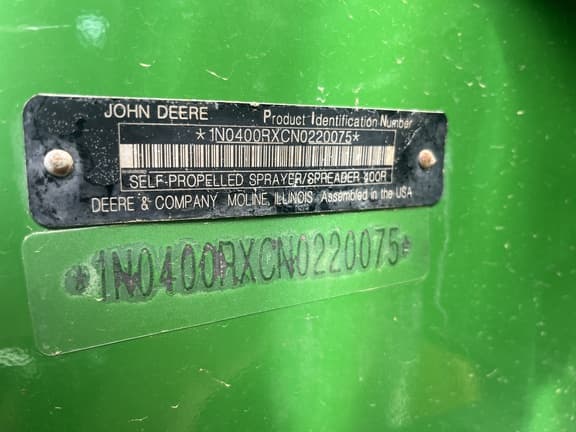 JOHN DEERE Product Identification Number
*1N0400RXCN0220075*
SELF-PROPELLED SPRAYER/SPREADER 400R
DEERE & COMPANY MOLINE, ILLINOIS Assembled in the USA
*1N0400RXCN0220075*